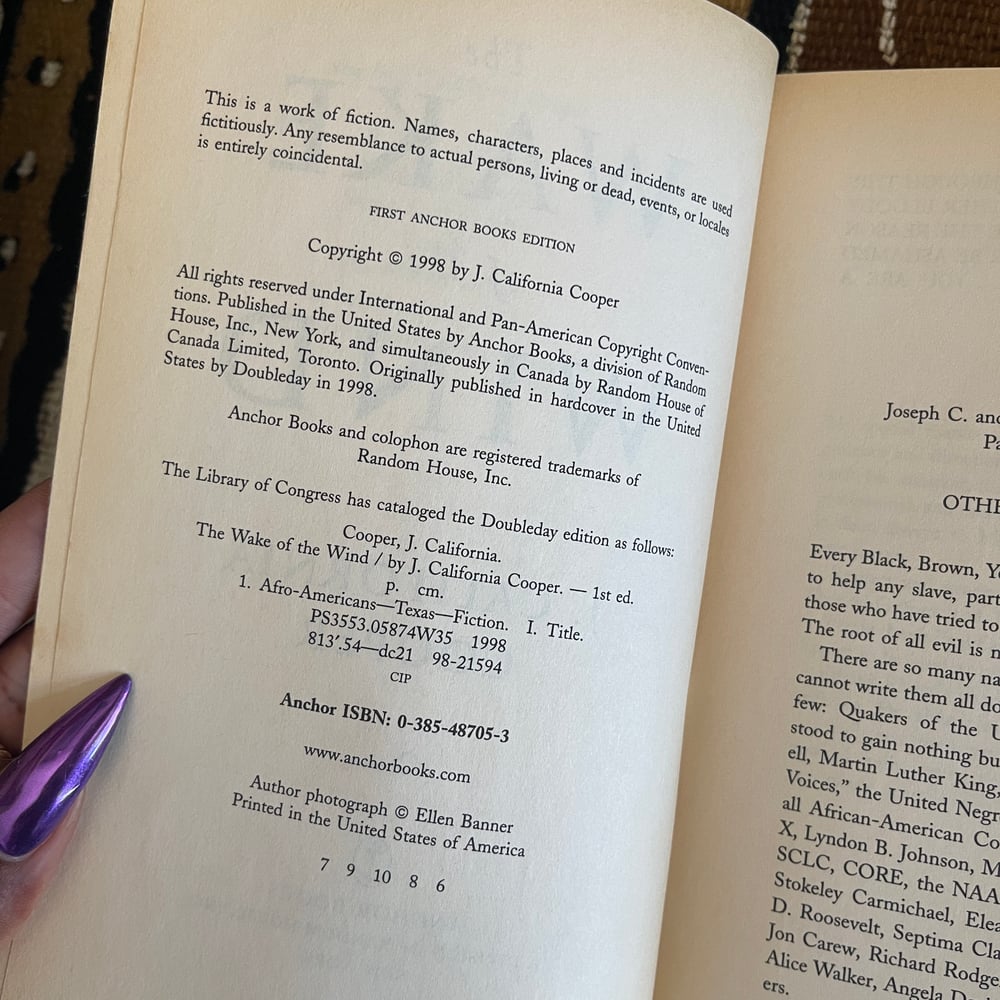 This is a work of fiction. Names, characters, places and incidents are used
fictitiously. Any resemblance to actual persons, living or dead, events, or locales
is entirely coincidental.
FIRST ANCHOR BOOKS EDITION
Copyright © 1998 by J. California Cooper
All rights reserved under International and Pan-American Copyright Conven-
tions. Published in the United States by Anchor Books, a division of Random
House, Inc., New York, and simultaneously in Canada by Random House of
Canada Limited, Toronto. Originally published in hardcover in the United
States by Doubleday in 1998.
Anchor Books and colophon are registered trademarks of
Random House, Inc.
The Library of Congress has cataloged the Doubleday edition as follows:
Cooper, J. California.
The Wake of the Wind / by J. California Cooper. — 1st ed.
p. cm.
1. Afro-Americans—Texas—Fiction. I. Title.
PS3553.05874W35 1998
813'.54—dc21 98-21594
CIP
Anchor ISBN: 0-385-48705-3
www.anchorbooks.com
Author photograph © Ellen Banner
Printed in the United States of America
7 9 10 8 6
Joseph C. and
Pa
OTHE
Every Black, Brown, Ye
to help any slave, part
those who have tried to
The root of all evil is n
There are so many na
cannot write them all do
few: Quakers of the U
stood to gain nothing bu
ell, Martin Luther King,
Voices,” the United Negr
all African-American Co
X, Lyndon B. Johnson, M
SCLC, CORE, the NAA
Stokeley Carmichael, Elea
D. Roosevelt, Septima Cla
Jon Carew, Richard Rodge
Alice Walker, Angela Da
ers.